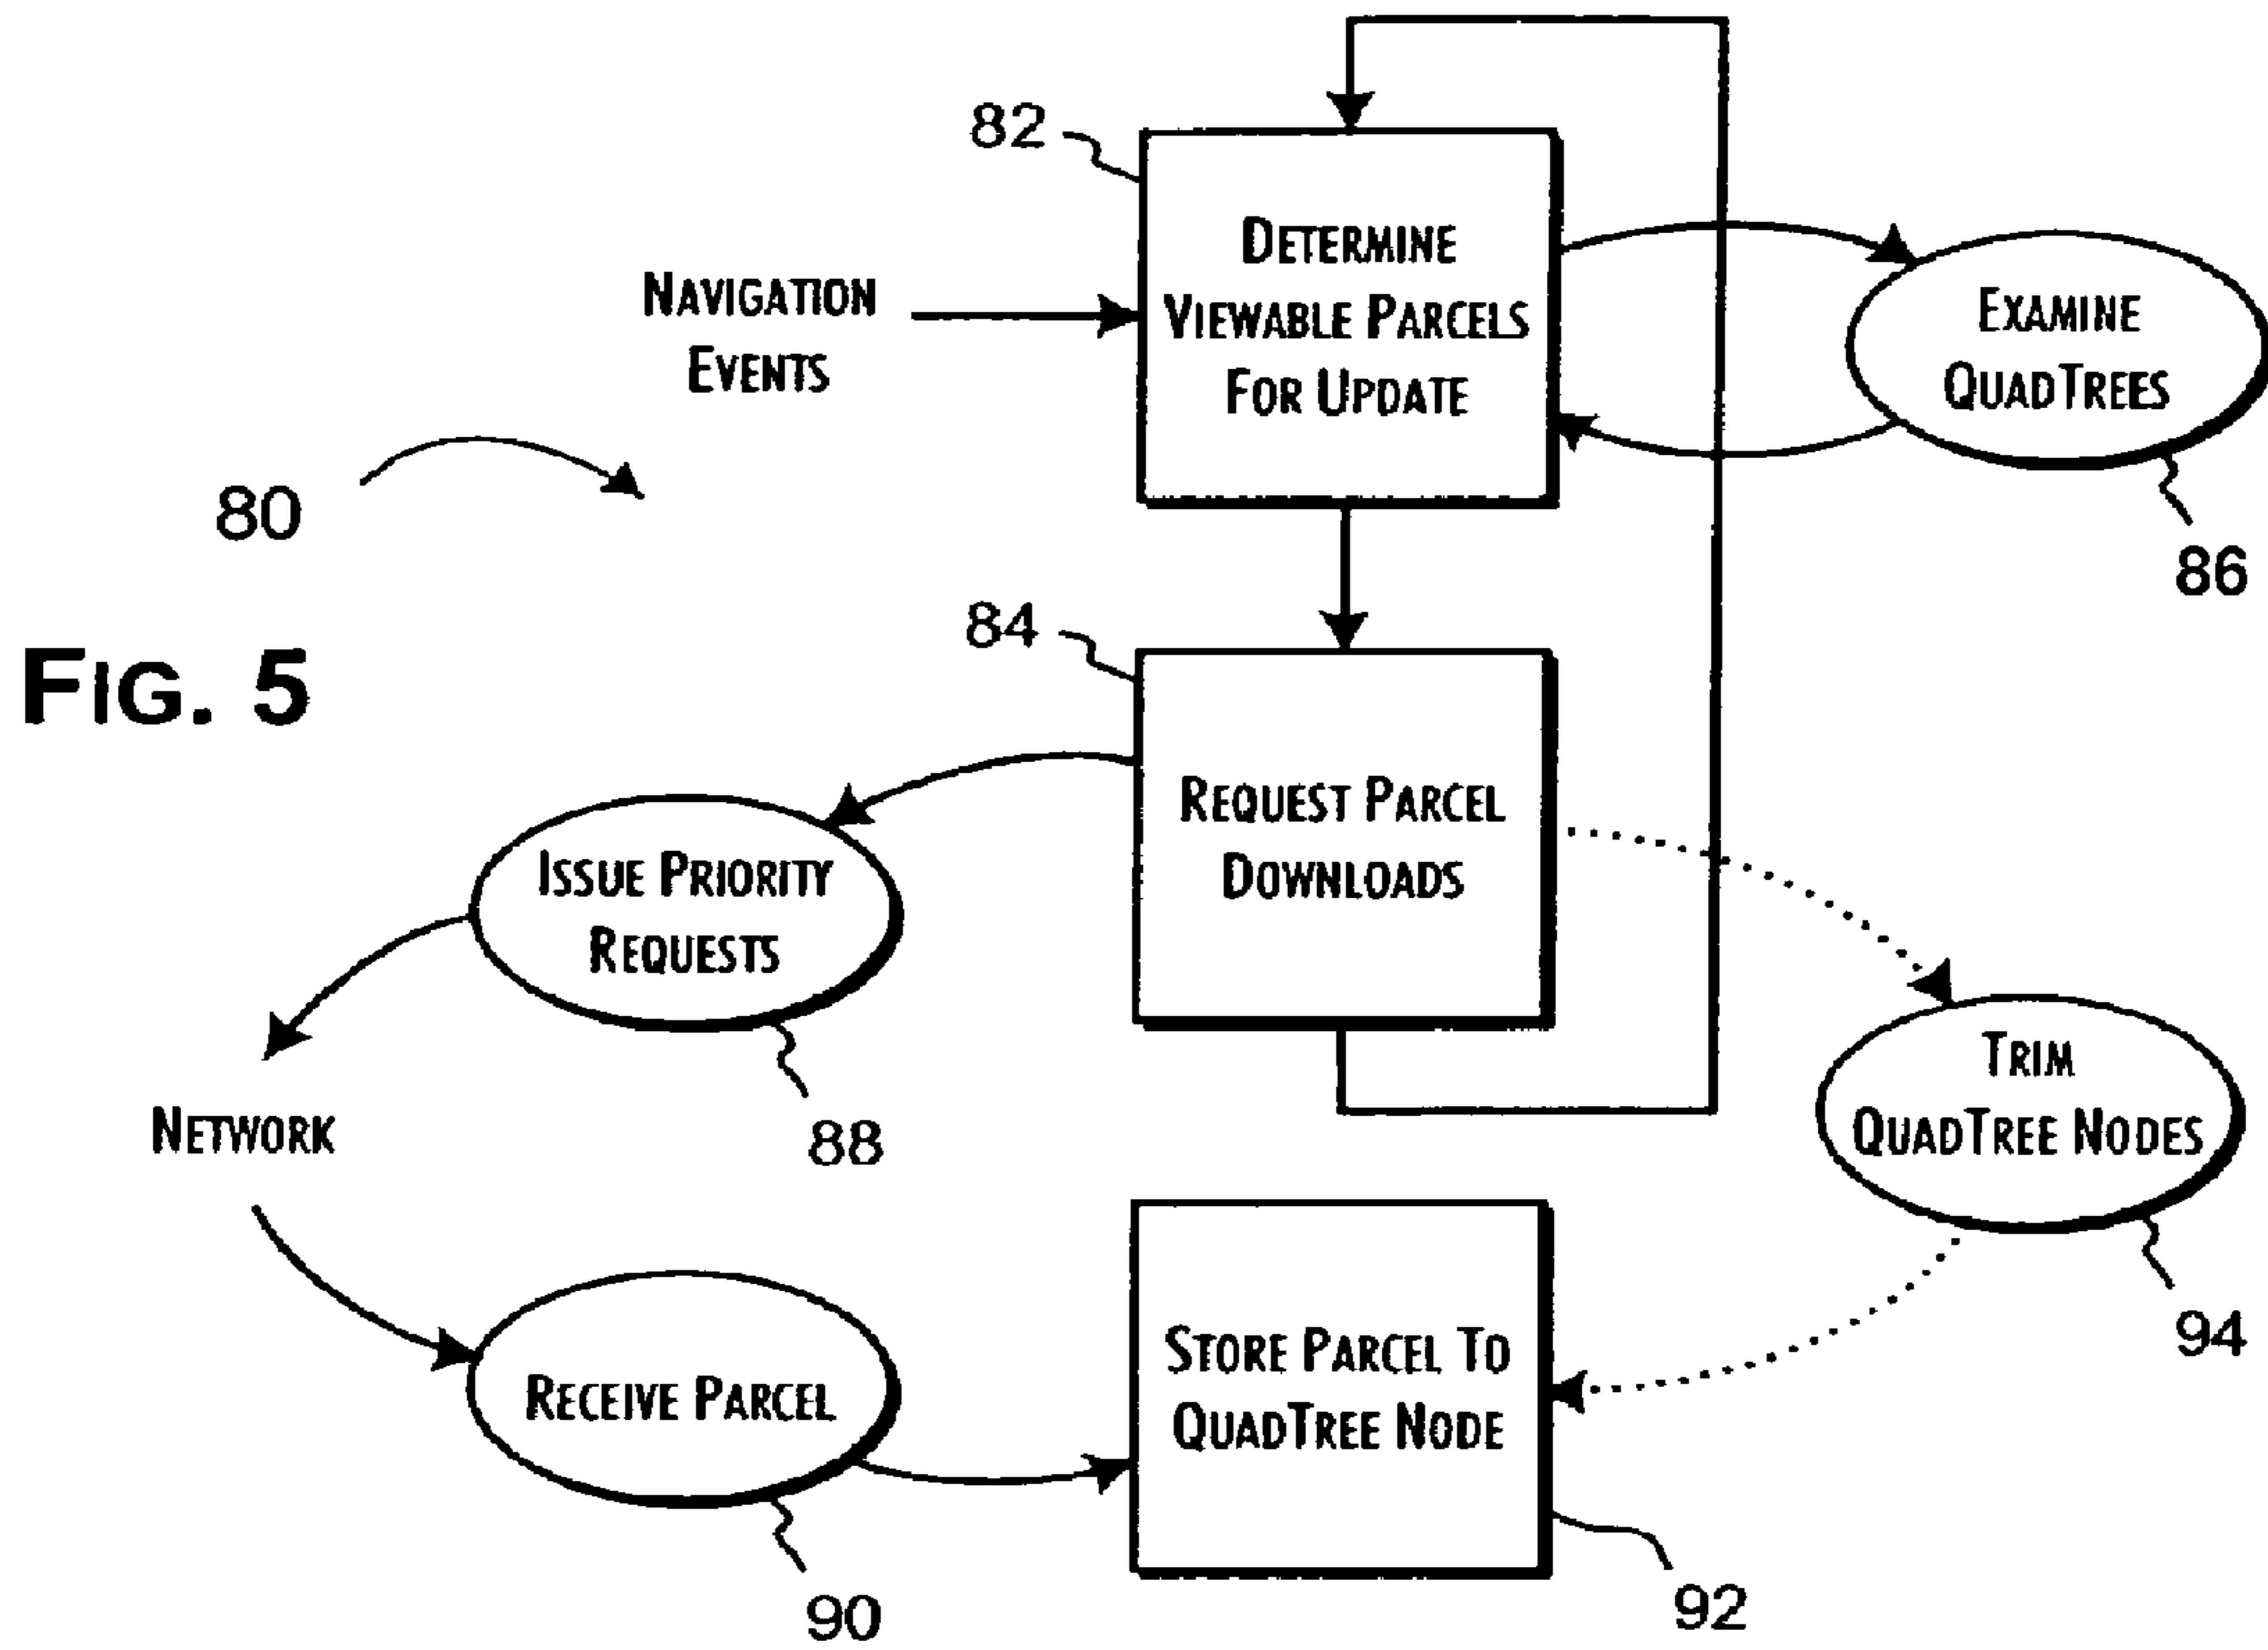 82
DETERMINE
VIEWABLE PARCELS
FOR UPDATE
NAVIGATION
EVENTS
EXAMINE
QUADTREES
80
86
84
FIG. 5
REQUEST PARCEL
DOWNLOADS
ISSUE PRIORITY
REQUESTS
TRIM
QUADTREE NODES
NETWORK
88
94
STORE PARCEL TO
QUADTREE NODE
RECEIVE PARCEL
90
92